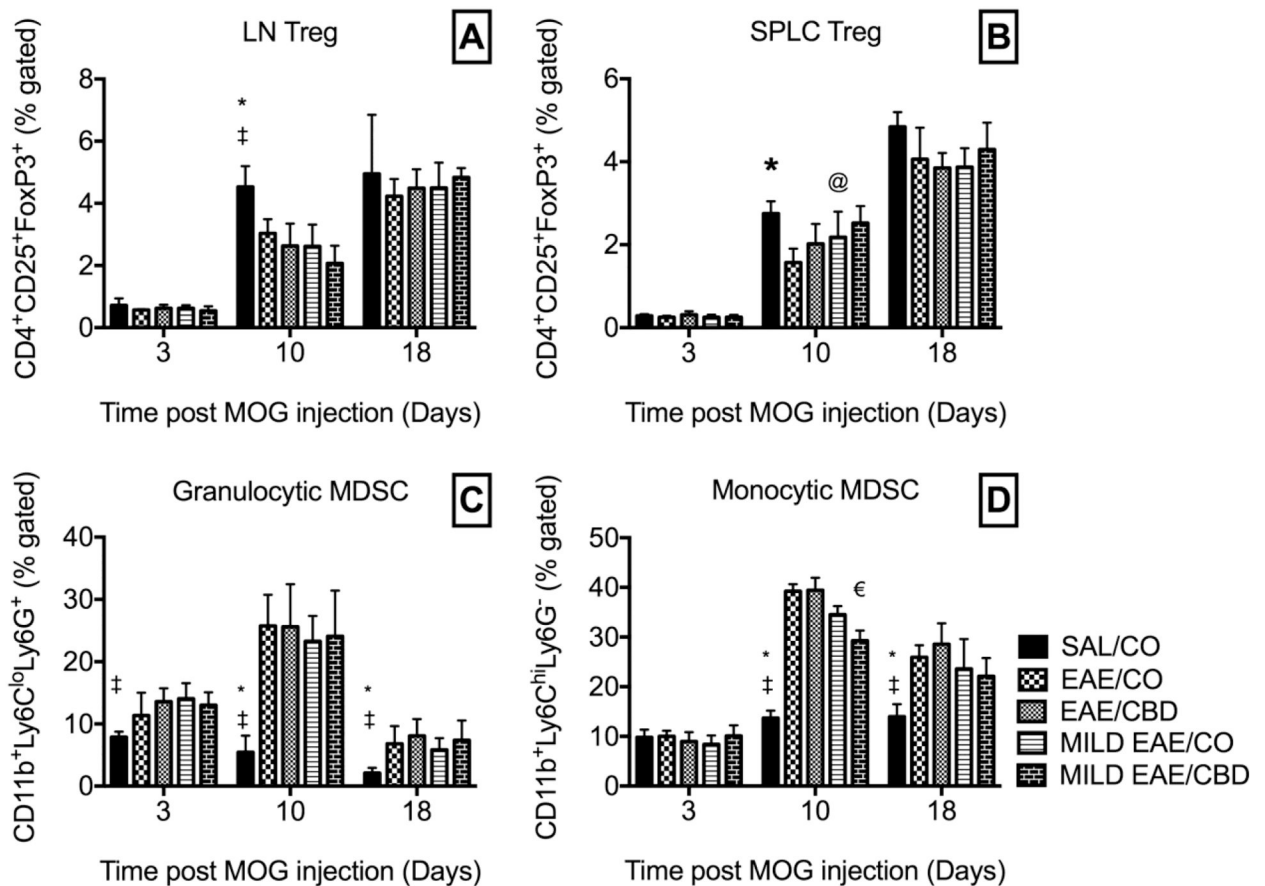 LN Treg
A
CD4⁺CD25⁺FoxP3⁺ (% gated)
8
6
4
2
0
*
‡
3 10 18
Time post MOG injection (Days)
SPLC Treg
B
CD4⁺CD25⁺FoxP3⁺ (% gated)
6
4
2
0
*
@
3 10 18
Time post MOG injection (Days)
Granulocytic MDSC
C
CD11b⁺Ly6CˡᵒLy6G⁺ (% gated)
40
30
20
10
0
‡
*
‡
*
‡
3 10 18
Time post MOG injection (Days)
Monocytic MDSC
D
CD11b⁺Ly6CʰⁱLy6G⁻ (% gated)
50
40
30
20
10
0
*
‡
€
*
‡
3 10 18
Time post MOG injection (Days)
SAL/CO
EAE/CO
EAE/CBD
MILD EAE/CO
MILD EAE/CBD